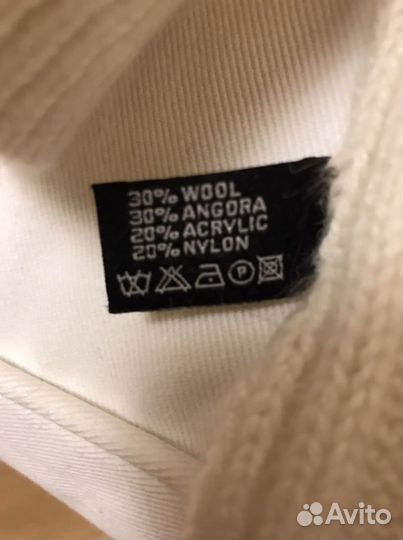 30% WOOL
30% ANGORA
20% ACRYLIC
20% NYLON
P
Avito